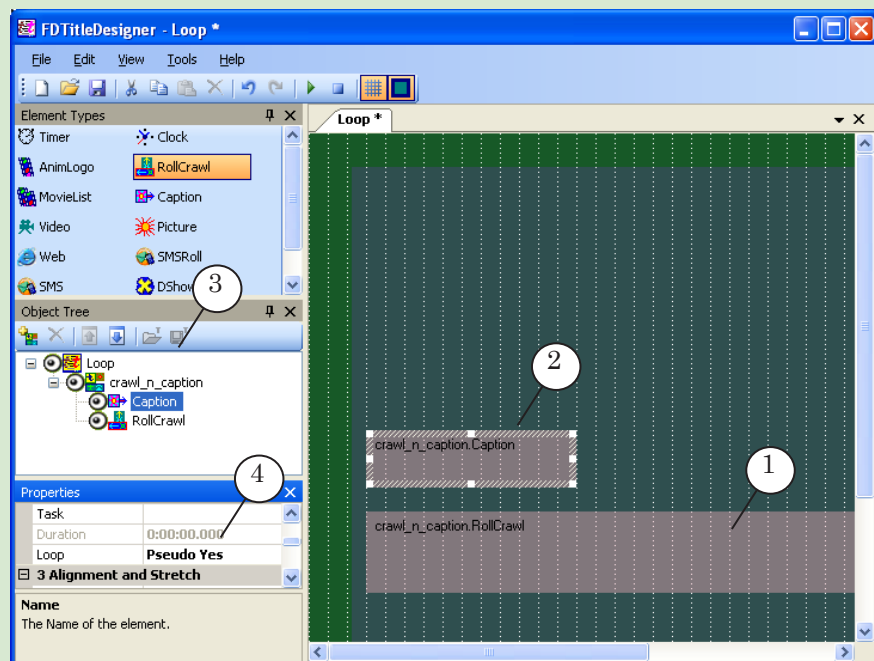 FDTitleDesigner - Loop *
File Edit View Tools Help
Element Types
Loop *
Timer Clock
AnimLogo RollCrawl
MovieList Caption
Video Picture
Web SMSRoll
SMS
3
Object Tree
Loop
crawl_n_caption
Caption
RollCrawl
2
crawl_n_caption.Caption
4
1
Properties
Task
Duration 0:00:00.000
Loop Pseudo Yes
crawl_n_caption.RollCrawl
3 Alignment and Stretch
Name
The Name of the element.